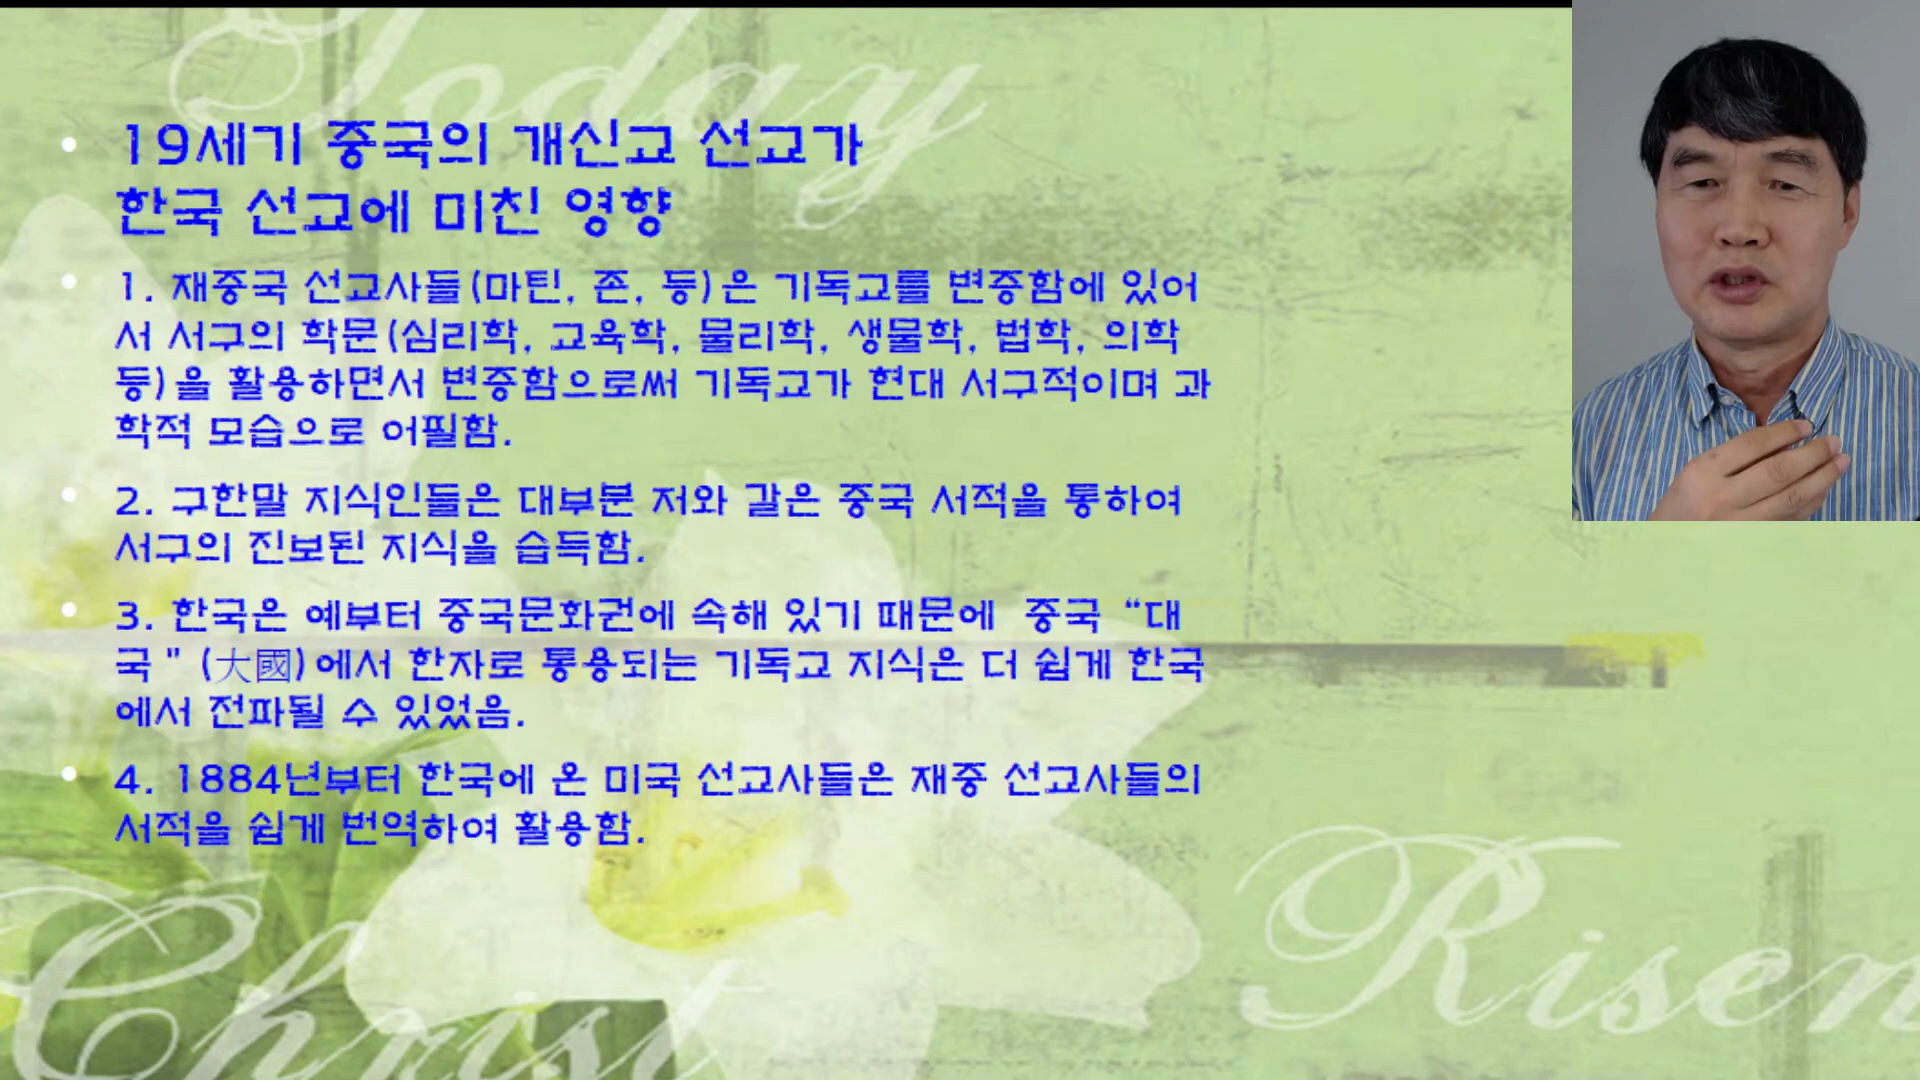 Today
19세기 중국의 개신교 선교가
한국 선교에 미친 영향
1. 재중국 선교사들(마틴, 존, 등)은 기독교를 변증함에 있어
서 서구의 학문(심리학, 교육학, 물리학, 생물학, 법학, 의학
등)을 활용하면서 변증함으로써 기독교가 현대 서구적이며 과
학적 모습으로 어필함.
2. 구한말 지식인들은 대부분 저와 같은 중국 서적을 통하여
서구의 진보된 지식을 습득함.
3. 한국은 예부터 중국문화권에 속해 있기 때문에 중국 “대
국”(大國)에서 한자로 통용되는 기독교 지식은 더 쉽게 한국
에서 전파될 수 있었음.
4. 1884년부터 한국에 온 미국 선교사들은 재중 선교사들의
서적을 쉽게 번역하여 활용함.
Christ
Risen